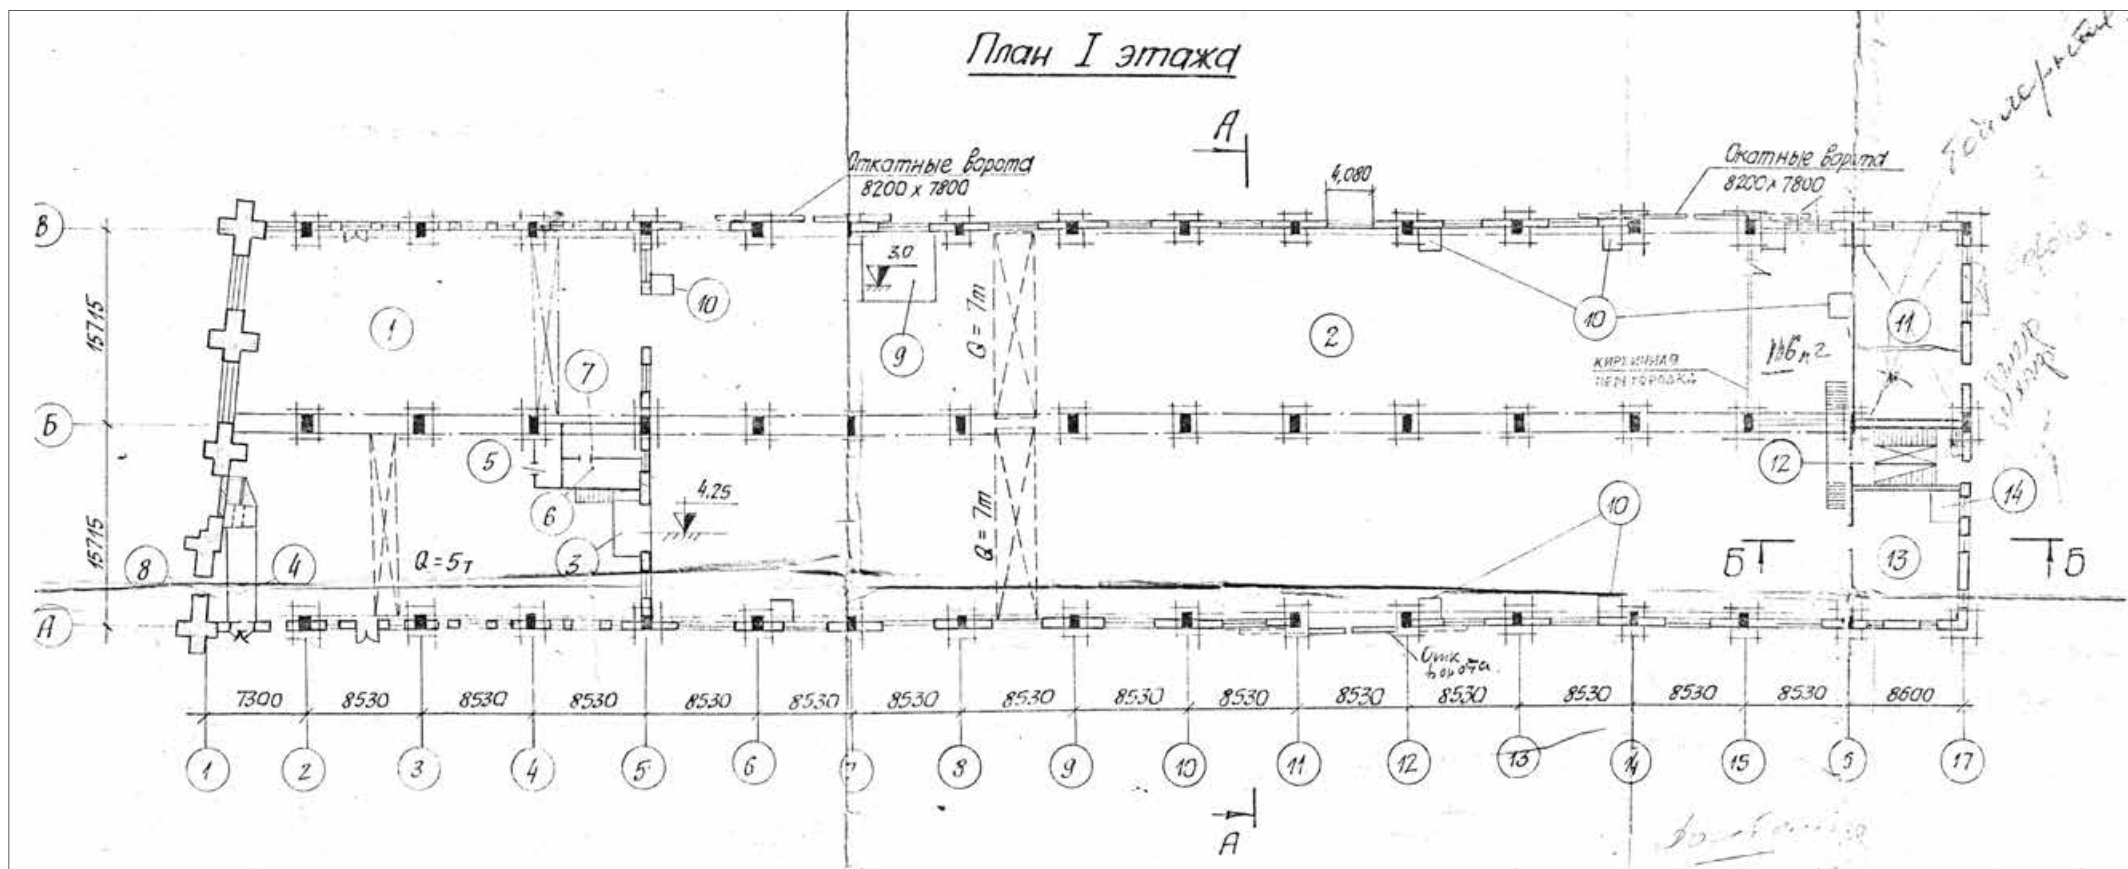 План I этажа
А
Откатные ворота
8200 x 7800
4,080
Окатные ворота
8200 x 7800
В
3,0
15715
1
10
9
Q = 7т
2
10
11
7
КИРПИЧНАЯ
ПЕРЕГОРОДКА
Б
5
6
4,25
12
14
15715
8
4
Q = 5т
3
Q = 7т
10
13
Б
Б
А
Отк
ворота.
7300 8530 8530 8530 8530 8530 8530 8530 8530 8530 8530 8530 8530 8530 8530 8600
1 2 3 4 5 6 7 8 9 10 11 12 13 14 15 17
А